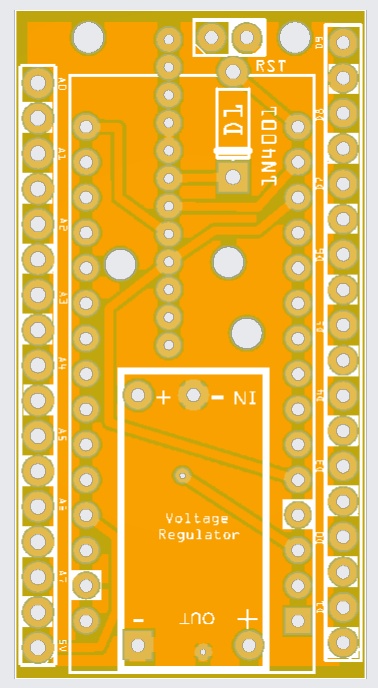 RST
D1
1N4001
A0
A1
A2
A3
A4
A5
A6
A7
5V
D9
D8
D7
D6
D5
D4
D3
D1
+ - IN
Voltage
Regulator
- OUT +